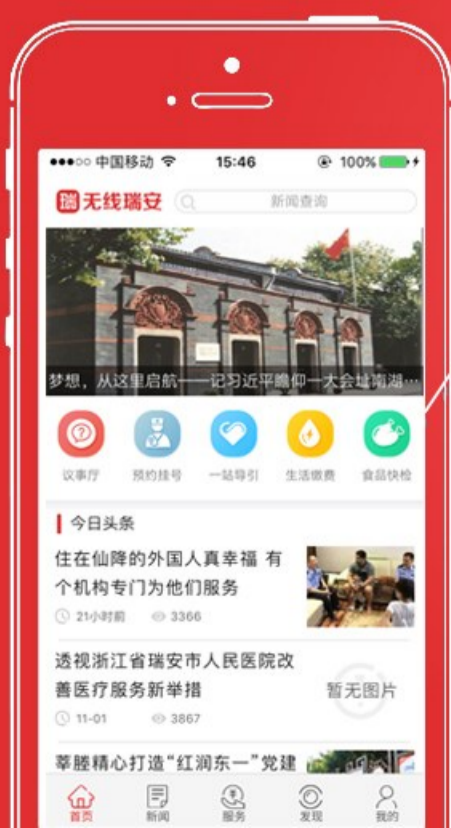 中国移动 15:46 100%
瑞 无线瑞安 新闻查询
梦想，从这里启航——记习近平瞻仰一大会址南湖…
议事厅 预约挂号 一站导引 生活缴费 食品快检
今日头条
住在仙降的外国人真幸福 有
个机构专门为他们服务
21小时前 3366
透视浙江省瑞安市人民医院改
善医疗服务新举措
暂无图片
11-01 3867
莘塍精心打造“红润东一”党建
首页 新闻 服务 发现 我的